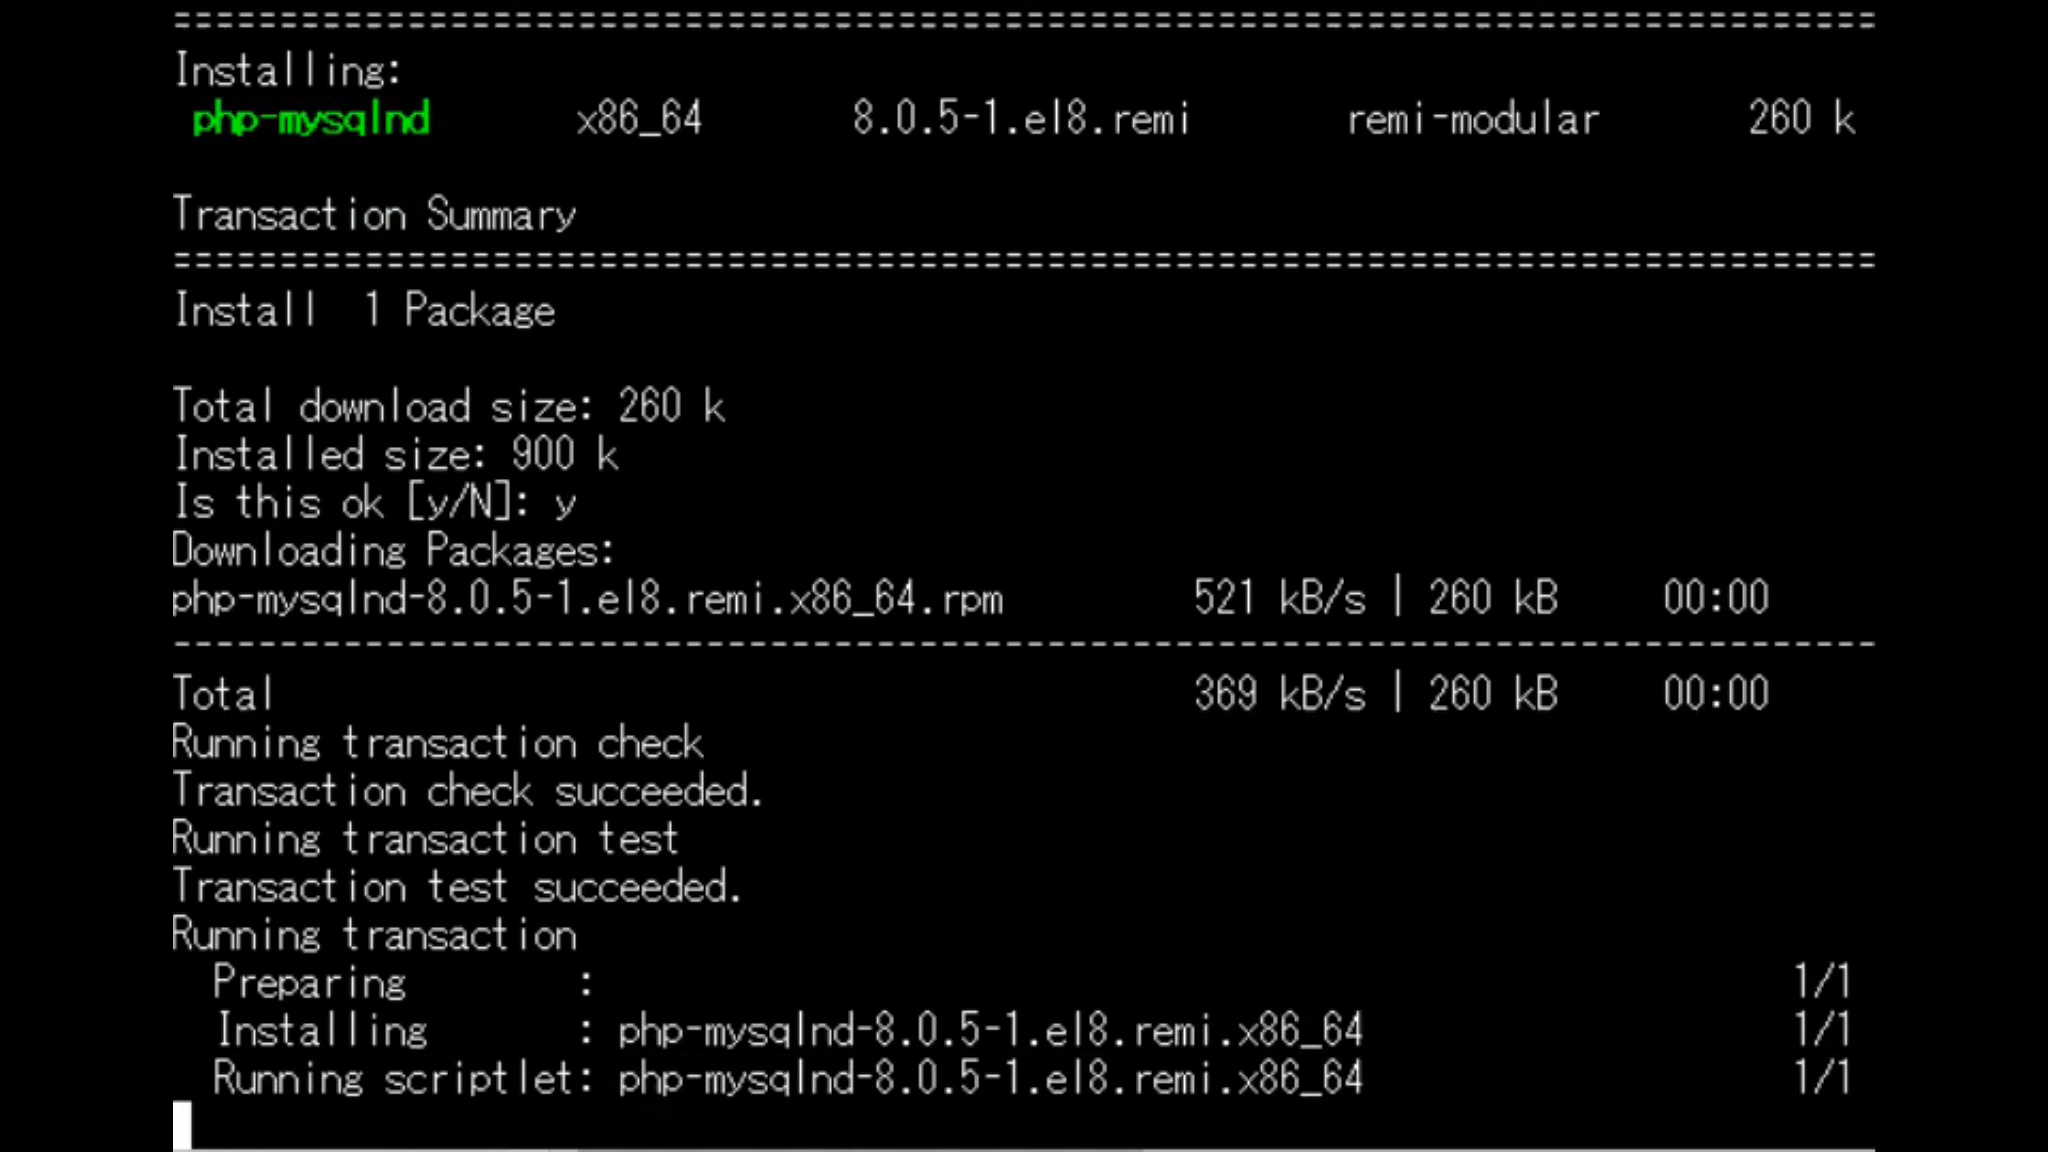 ================================================================================
Installing:
 php-mysqlnd       x86_64       8.0.5-1.el8.remi       remi-modular       260 k
Transaction Summary
================================================================================
Install  1 Package
Total download size: 260 k
Installed size: 900 k
Is this ok [y/N]: y
Downloading Packages:
php-mysqlnd-8.0.5-1.el8.remi.x86_64.rpm         521 kB/s | 260 kB     00:00
--------------------------------------------------------------------------------
Total                                           369 kB/s | 260 kB     00:00
Running transaction check
Transaction check succeeded.
Running transaction test
Transaction test succeeded.
Running transaction
  Preparing        :                                                         1/1
  Installing       : php-mysqlnd-8.0.5-1.el8.remi.x86_64                     1/1
  Running scriptlet: php-mysqlnd-8.0.5-1.el8.remi.x86_64                     1/1